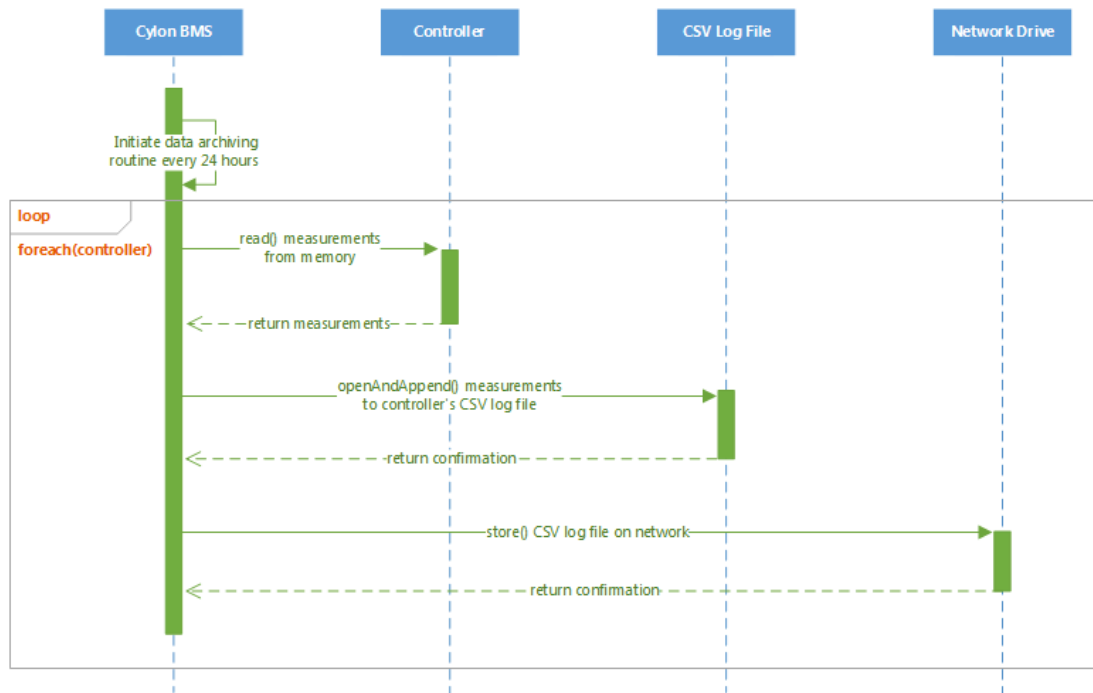 Cylon BMS
Controller
CSV Log File
Network Drive
Initiate data archiving
routine every 24 hours
loop
foreach(controller)
read() measurements
from memory
return measurements
openAndAppend() measurements
to controller's CSV log file
return confirmation
store() CSV log file on network
return confirmation